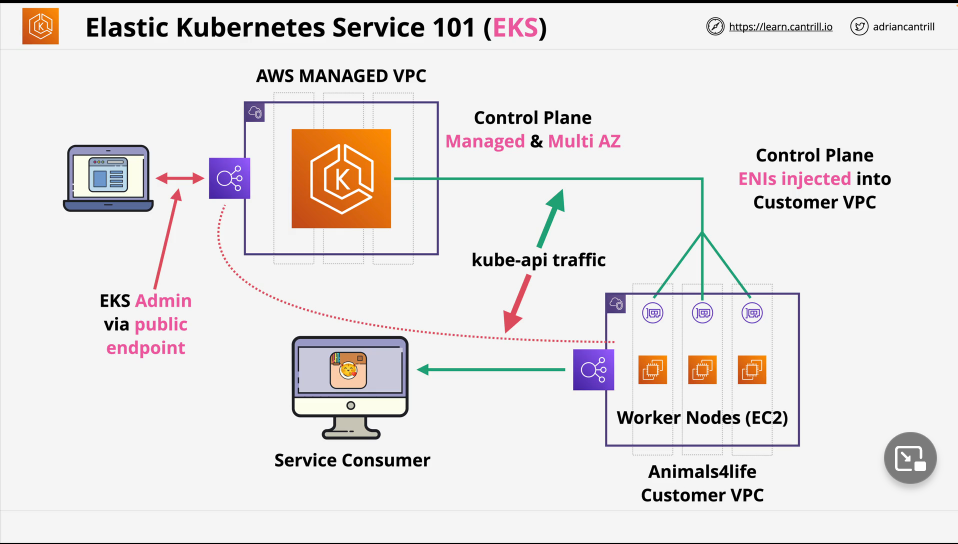 Elastic Kubernetes Service 101 (EKS)
https://learn.cantrill.io
adriancantrill
AWS MANAGED VPC
Control Plane
Managed & Multi AZ
Control Plane
ENIs injected into
Customer VPC
K
kube-api traffic
EKS Admin
via public
endpoint
Worker Nodes (EC2)
Service Consumer
Animals4life
Customer VPC